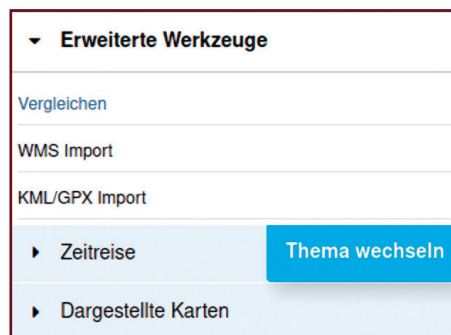 Erweiterte Werkzeuge
Vergleichen
WMS Import
KML/GPX Import
Zeitreise
Thema wechseln
Dargestellte Karten